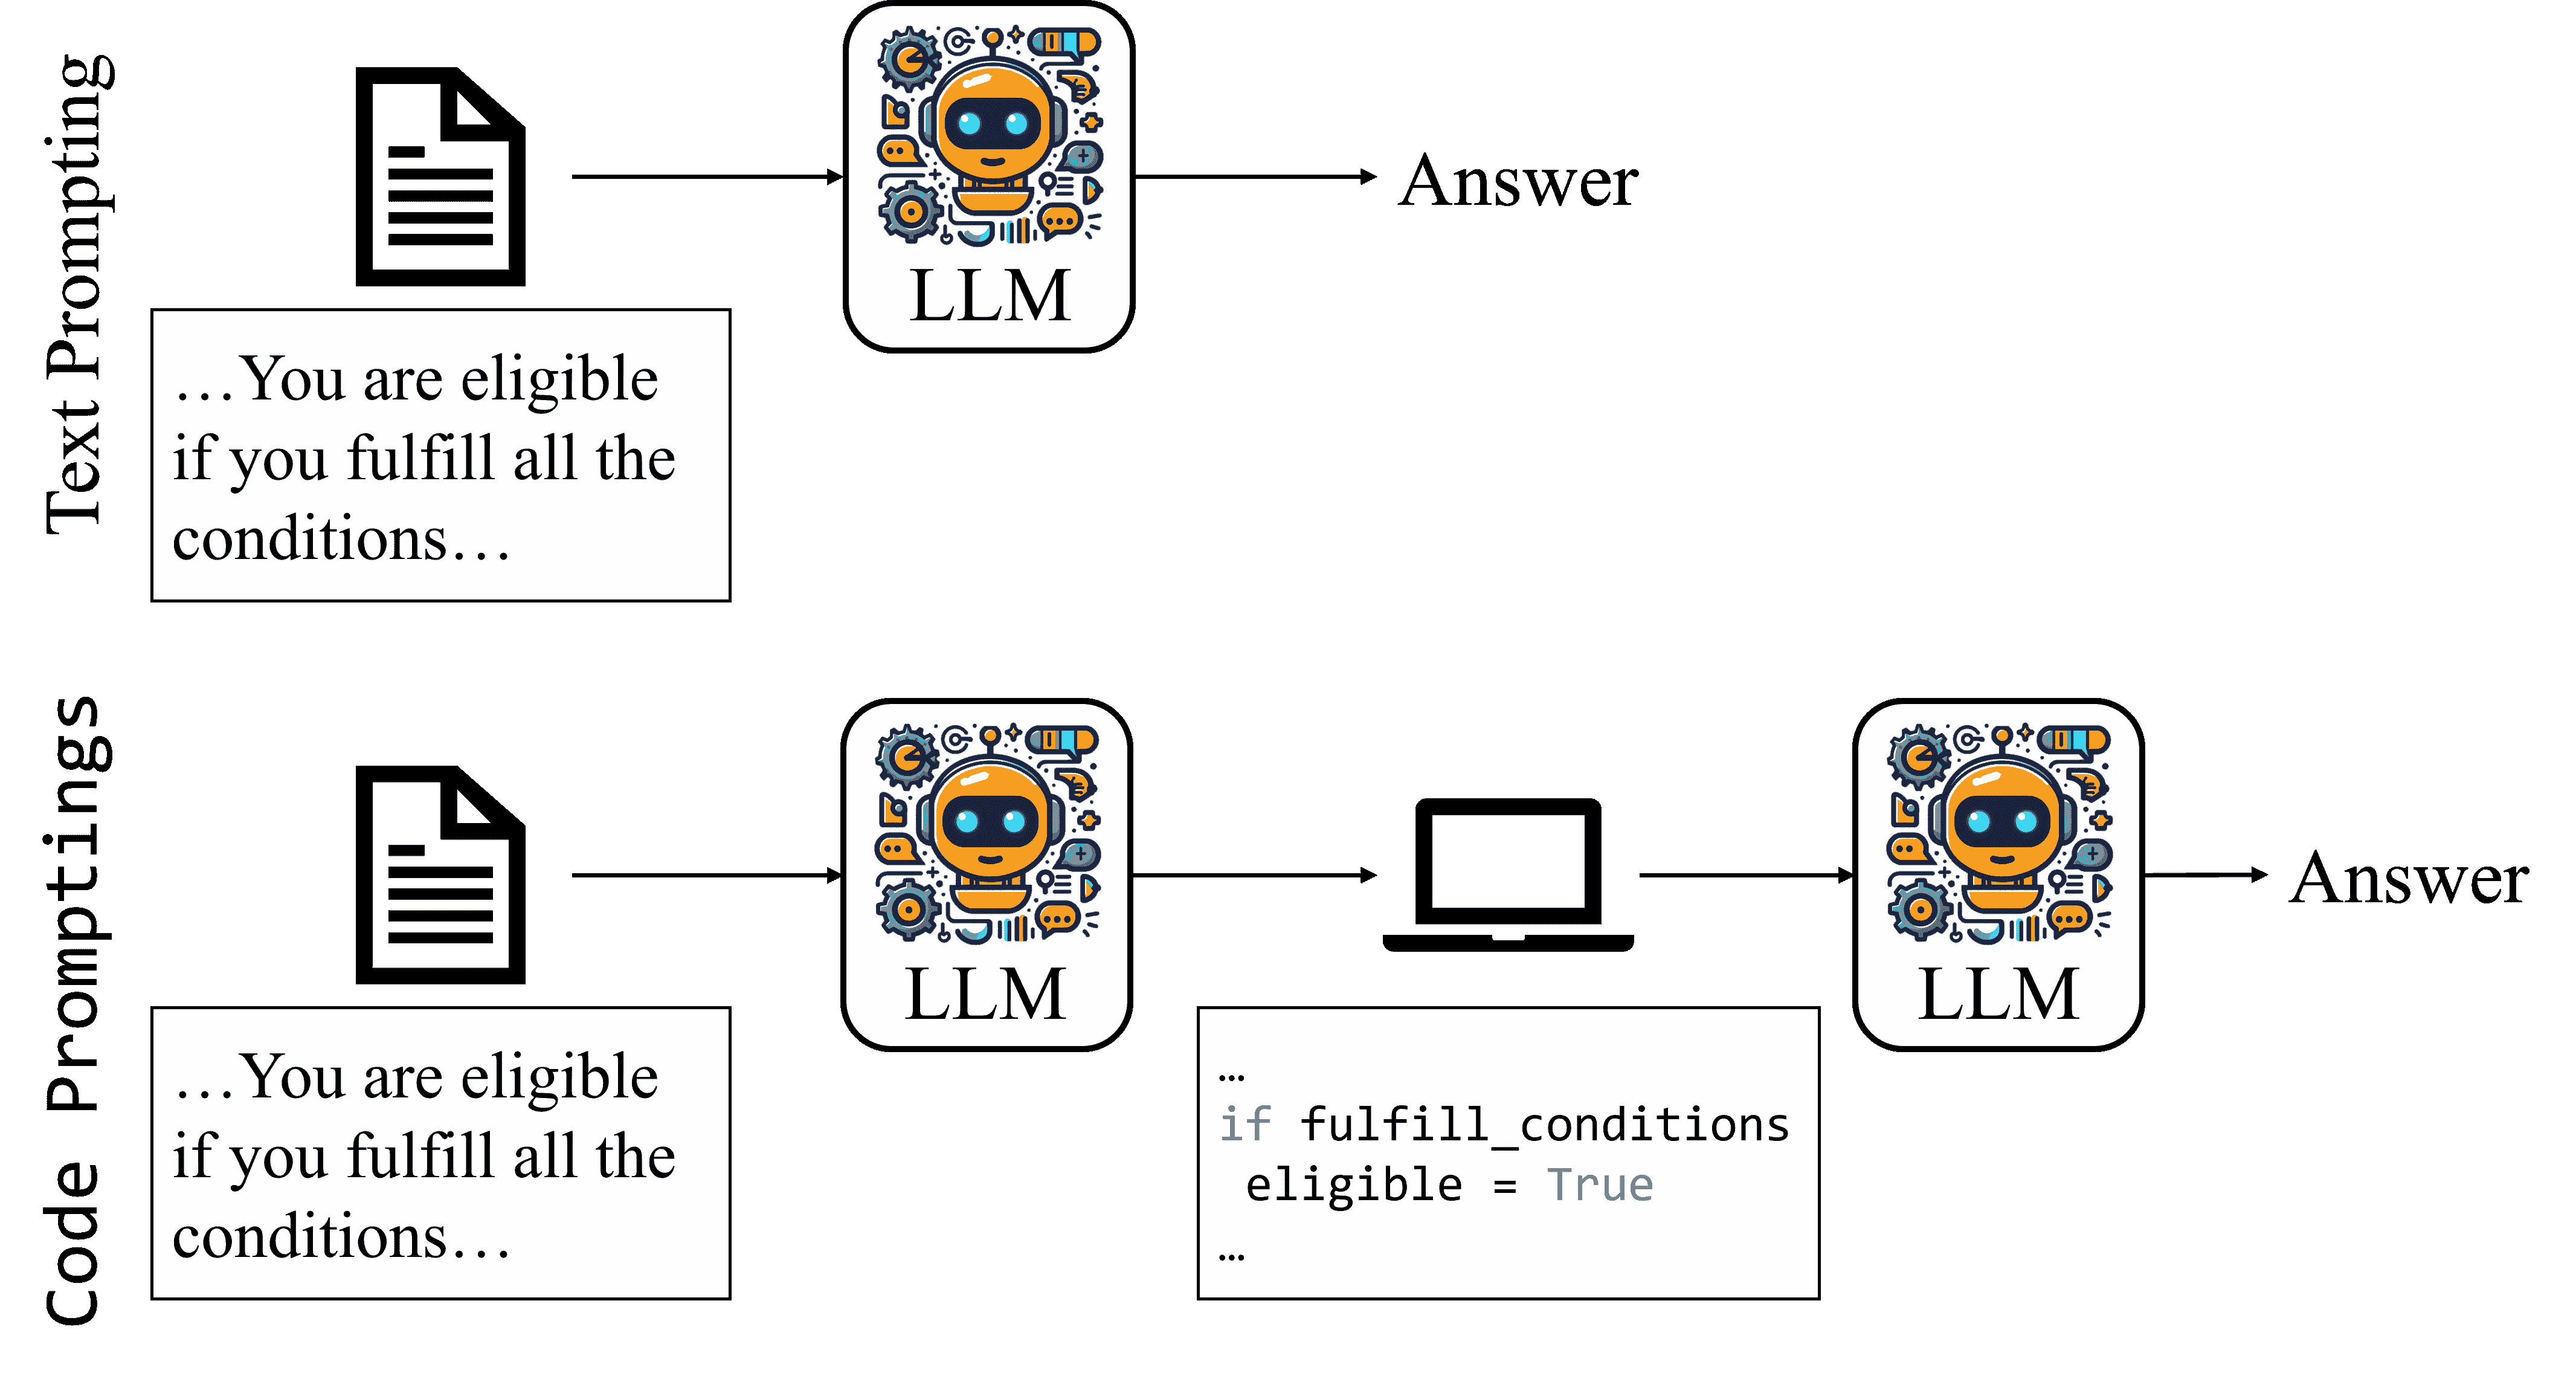 Text Prompting
LLM
Answer
…You are eligible
if you fulfill all the
conditions…
Code Promptings
LLM
LLM
Answer
…You are eligible
if you fulfill all the
conditions…
…
if fulfill_conditions
eligible = True
…